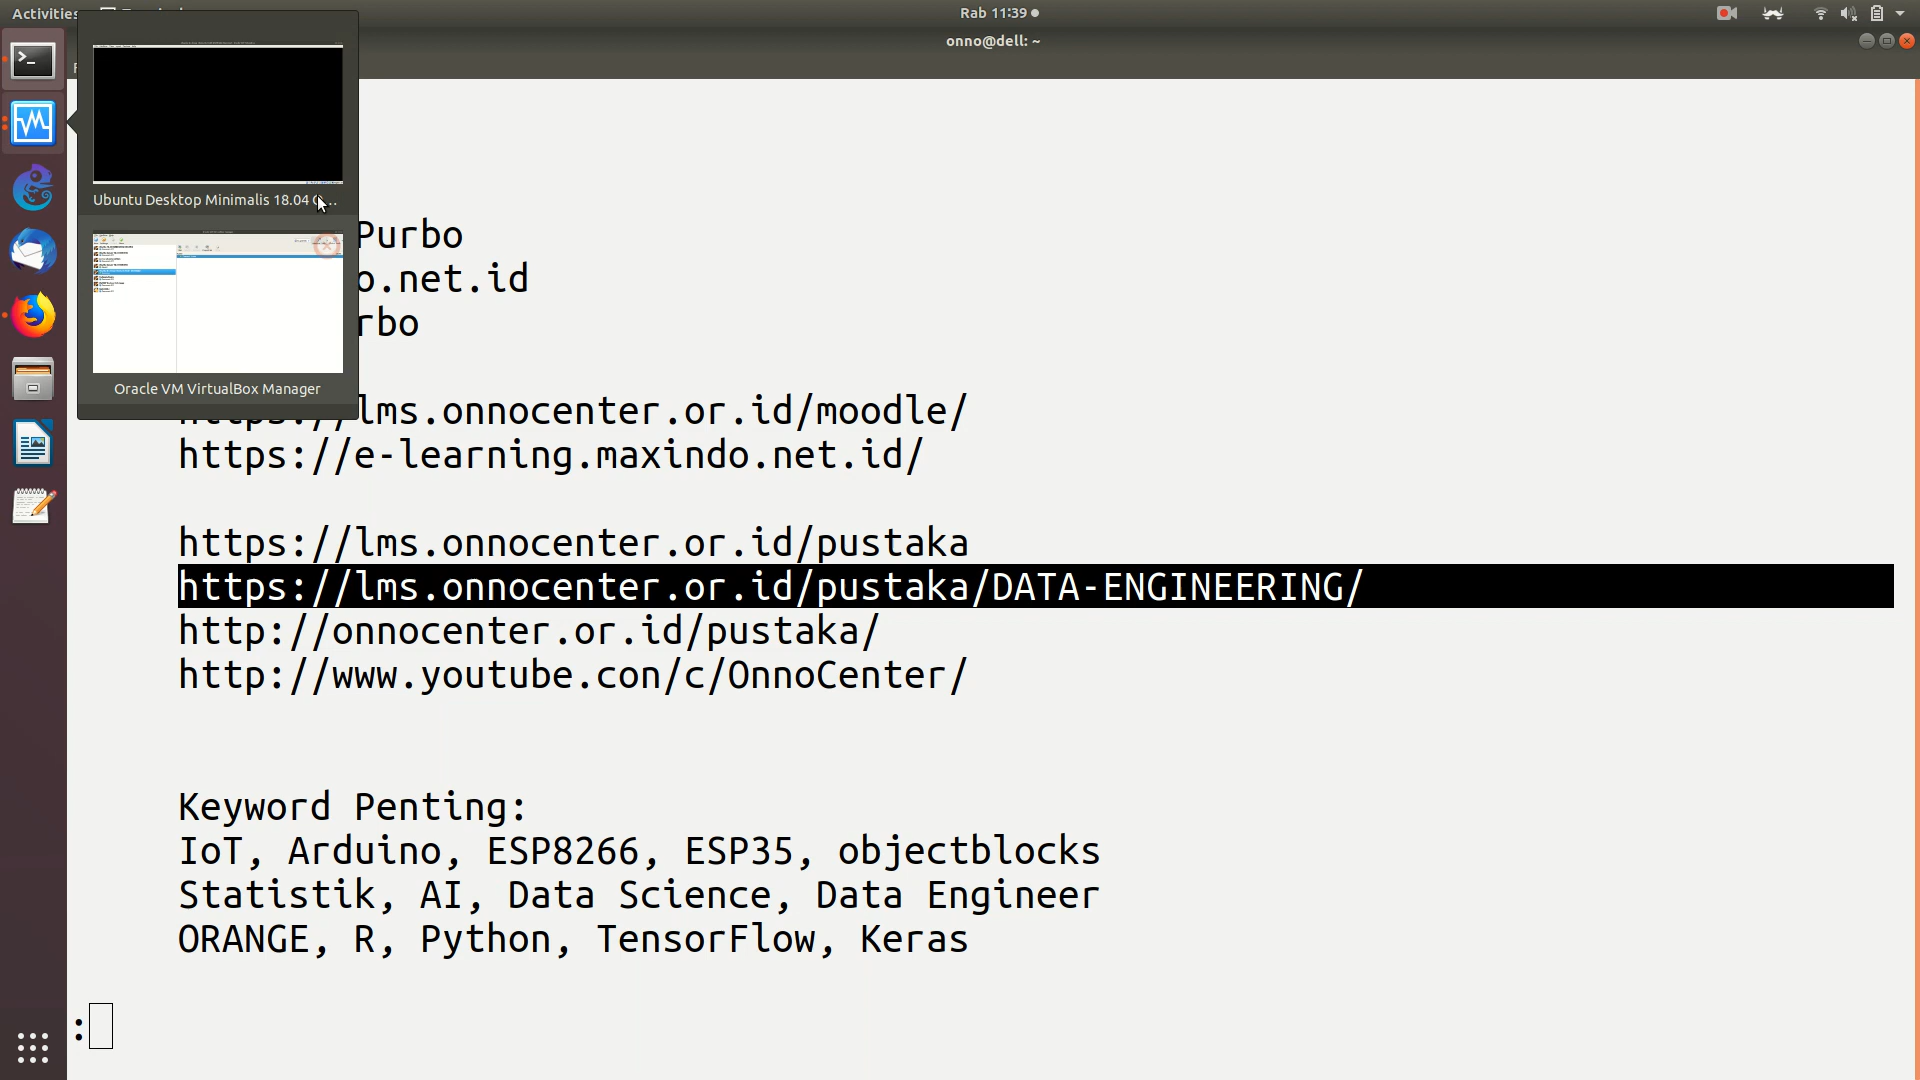 Activities
Rab 11:39
onno@dell: ~
Ubuntu Desktop Minimalis 18.04
Oracle VM VirtualBox Manager
Purbo
o.net.id
rbo
https://lms.onnocenter.or.id/moodle/
https://e-learning.maxindo.net.id/
https://lms.onnocenter.or.id/pustaka
https://lms.onnocenter.or.id/pustaka/DATA-ENGINEERING/
http://onnocenter.or.id/pustaka/
http://www.youtube.con/c/OnnoCenter/
Keyword Penting:
IoT, Arduino, ESP8266, ESP35, objectblocks
Statistik, AI, Data Science, Data Engineer
ORANGE, R, Python, TensorFlow, Keras
: